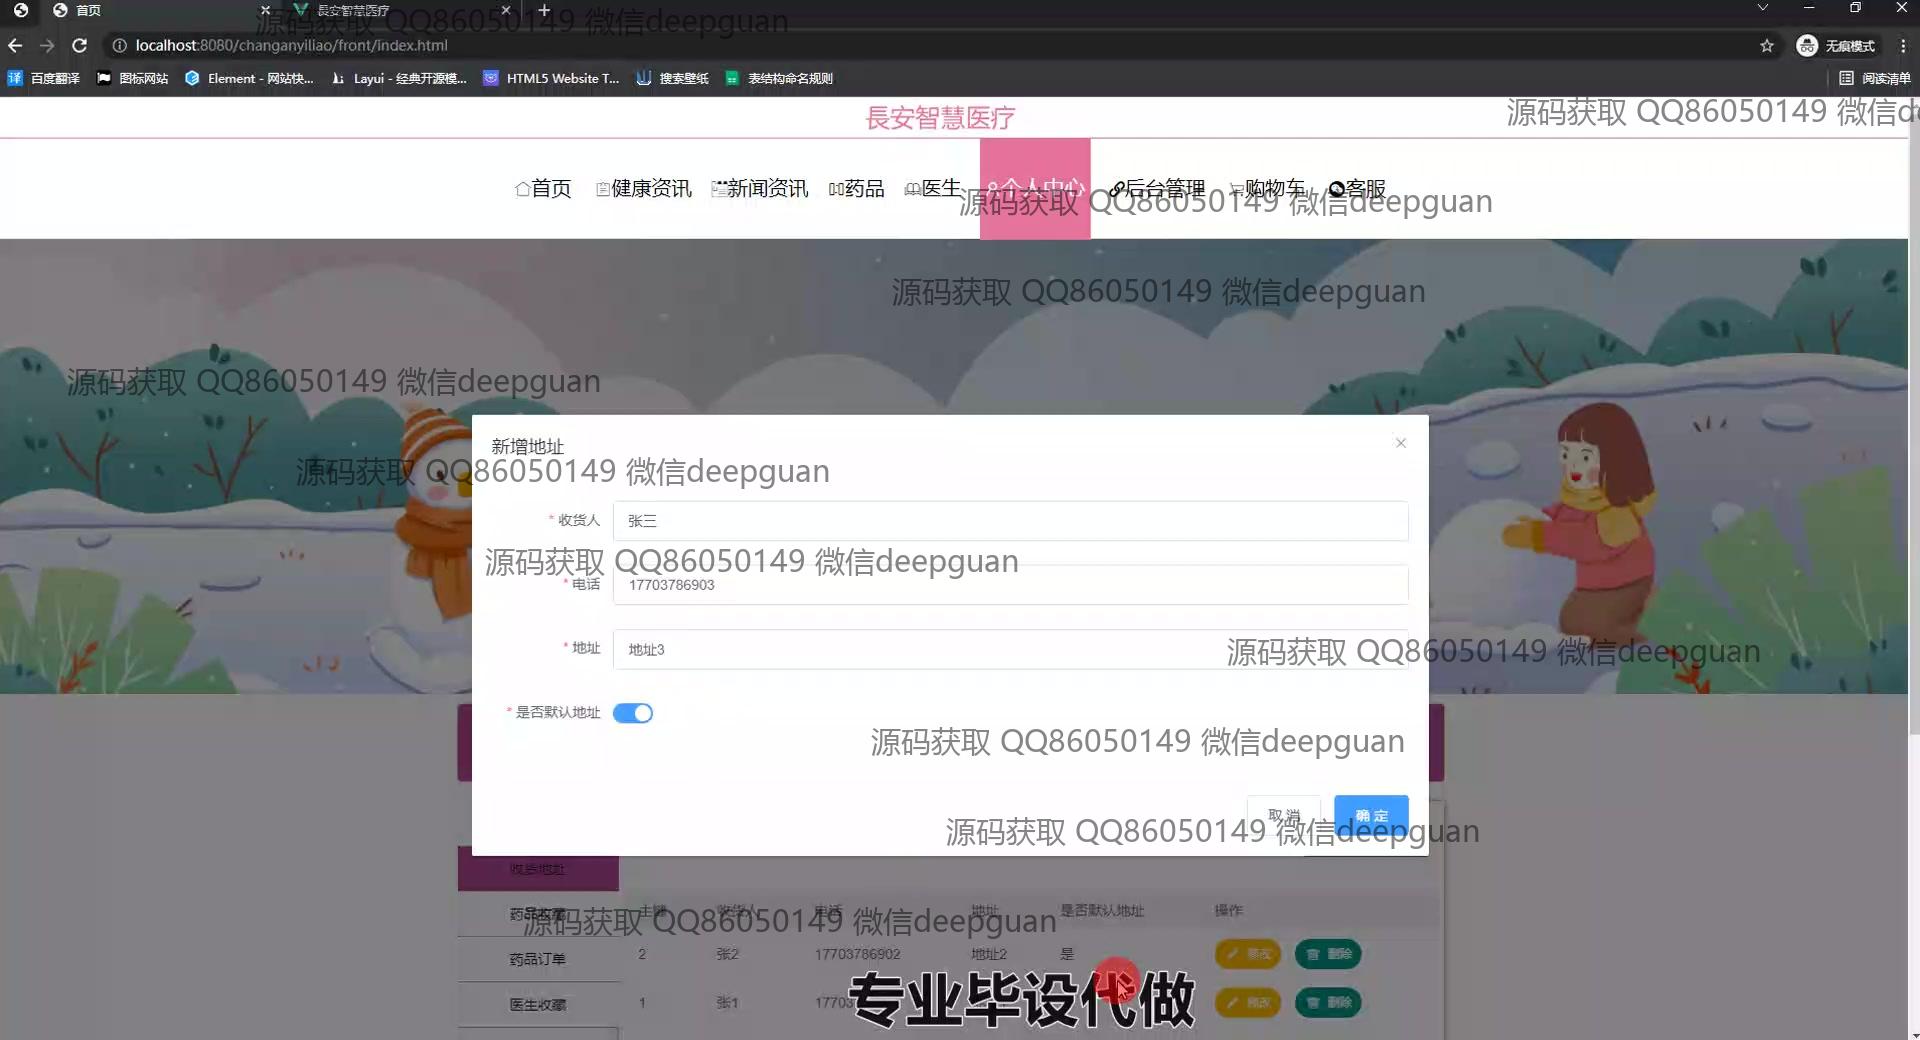 首页
長安智慧医疗
localhost:8080/changanyiliao/front/index.html
无痕模式
百度翻译
图标网站
Element - 网站快...
Layui - 经典开源模...
HTML5 Website T...
搜索壁纸
表结构命名规则
阅读清单
源码获取 QQ86050149 微信deepguan
長安智慧医疗
源码获取 QQ86050149 微信de
首页
健康资讯
新闻资讯
药品
医生
个人中心
后台管理
购物车
客服
源码获取 QQ86050149 微信deepguan
源码获取 QQ86050149 微信deepguan
源码获取 QQ86050149 微信deepguan
新增地址
源码获取 QQ86050149 微信deepguan
* 收货人
张三
源码获取 QQ86050149 微信deepguan
* 电话
17703786903
* 地址
地址3
源码获取 QQ86050149 微信deepguan
* 是否默认地址
源码获取 QQ86050149 微信deepguan
取 消
确 定
源码获取 QQ86050149 微信deepguan
收货地址
药品收藏
主键
收货人
电话
地址
是否默认地址
操作
源码获取 QQ86050149 微信deepguan
药品订单
2
张2
17703786902
地址2
是
修改
删除
医生收藏
1
张1
1770
修改
删除
专业毕设代做